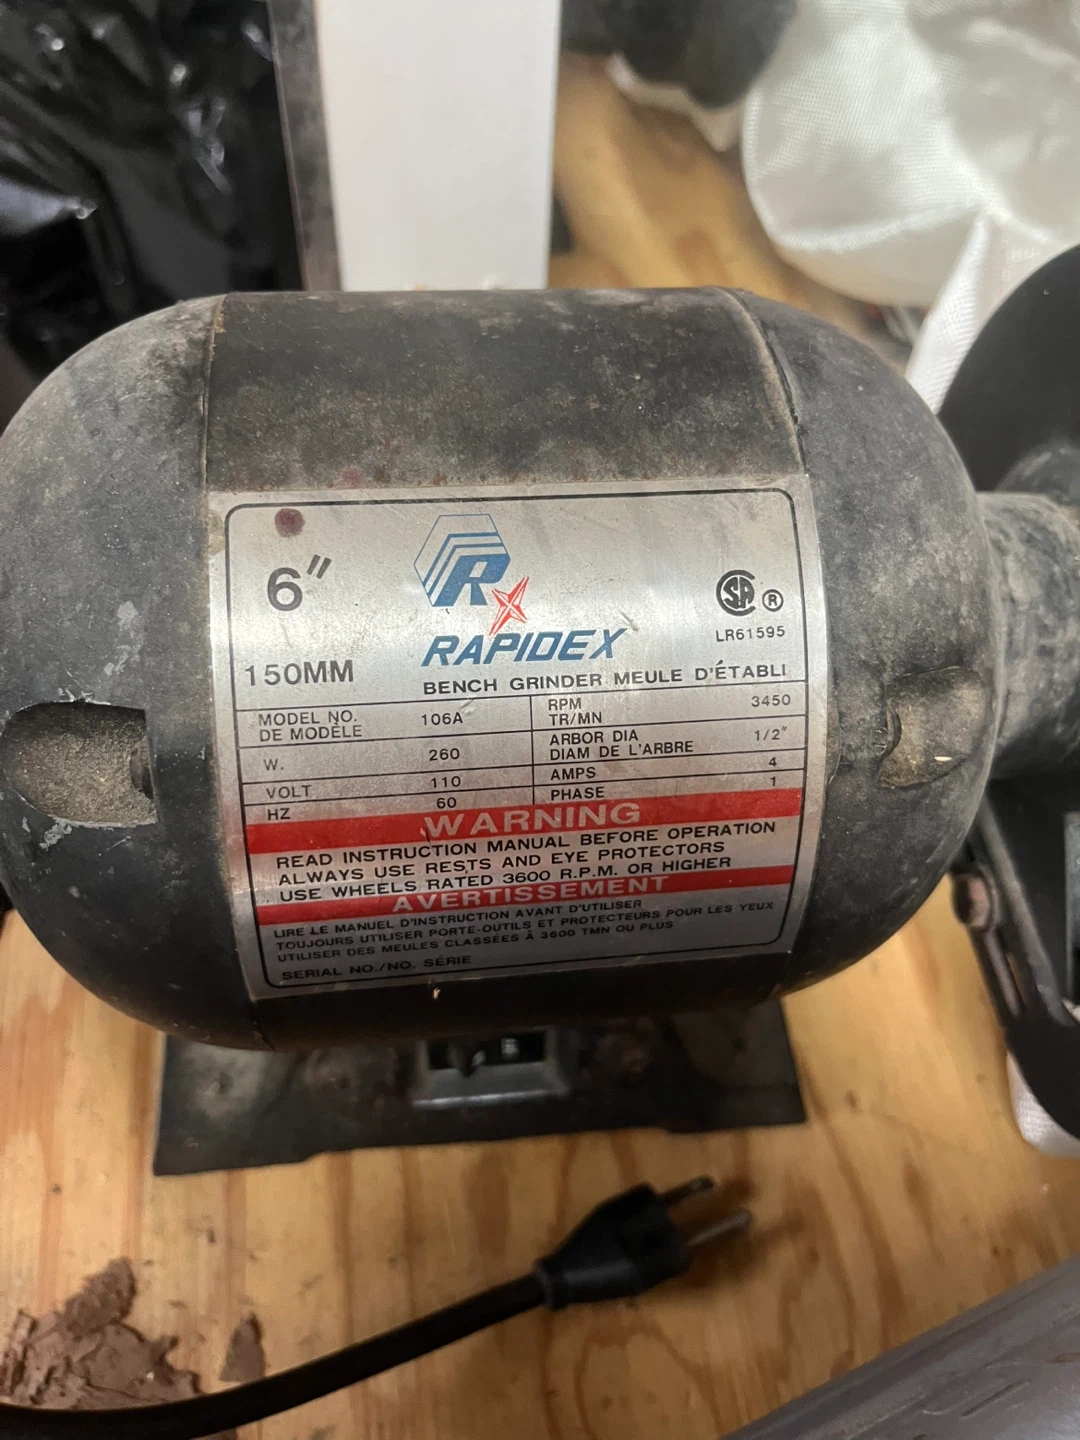 6"
150MM
R
RAPIDEX
BENCH GRINDER MEULE D'ÉTABLI
SA ®
LR61595
MODEL NO. 106A
DE MODÈLE
W. 260
VOLT 110
HZ 60
RPM 3450
TR/MN
ARBOR DIA 1/2"
DIAM DE L'ARBRE
AMPS 4
PHASE 1
WARNING
READ INSTRUCTION MANUAL BEFORE OPERATION
ALWAYS USE RESTS AND EYE PROTECTORS
USE WHEELS RATED 3600 R.P.M. OR HIGHER
AVERTISSEMENT
LIRE LE MANUEL D'INSTRUCTION AVANT D'UTILISER
TOUJOURS UTILISER PORTE-OUTILS ET PROTECTEURS POUR LES YEUX
UTILISER DES MEULES CLASSÉES À 3600 TMN OU PLUS
SERIAL NO./NO. SÉRIE